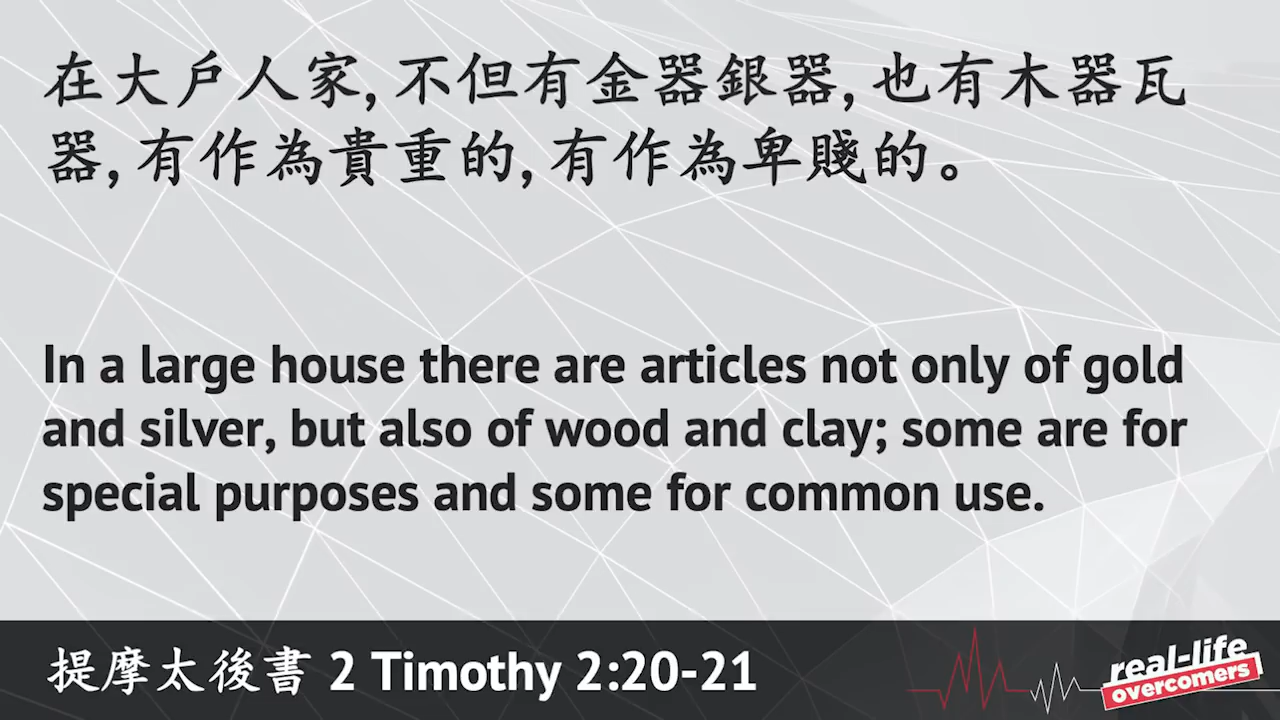 在大戶人家,不但有金器銀器,也有木器瓦
器,有作為貴重的,有作為卑賤的。
In a large house there are articles not only of gold
and silver, but also of wood and clay; some are for
special purposes and some for common use.
提摩太後書 2 Timothy 2:20-21
real-life
overcomers